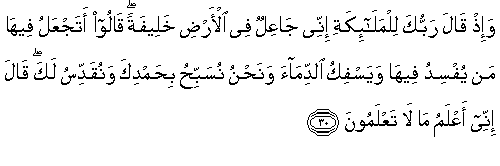 وَإِذْ قَالَ رَبُّكَ لِلْمَلَـٰٓئِكَةِ إِنِّى جَاعِلٌ فِى ٱلْأَرْضِ خَلِيفَةً ۖ قَالُوٓا۟ أَتَجْعَلُ فِيهَا
مَن يُفْسِدُ فِيهَا وَيَسْفِكُ ٱلدِّمَآءَ وَنَحْنُ نُسَبِّحُ بِحَمْدِكَ وَنُقَدِّسُ لَكَ ۖ قَالَ
إِنِّىٓ أَعْلَمُ مَا لَا تَعْلَمُونَ ٣٠